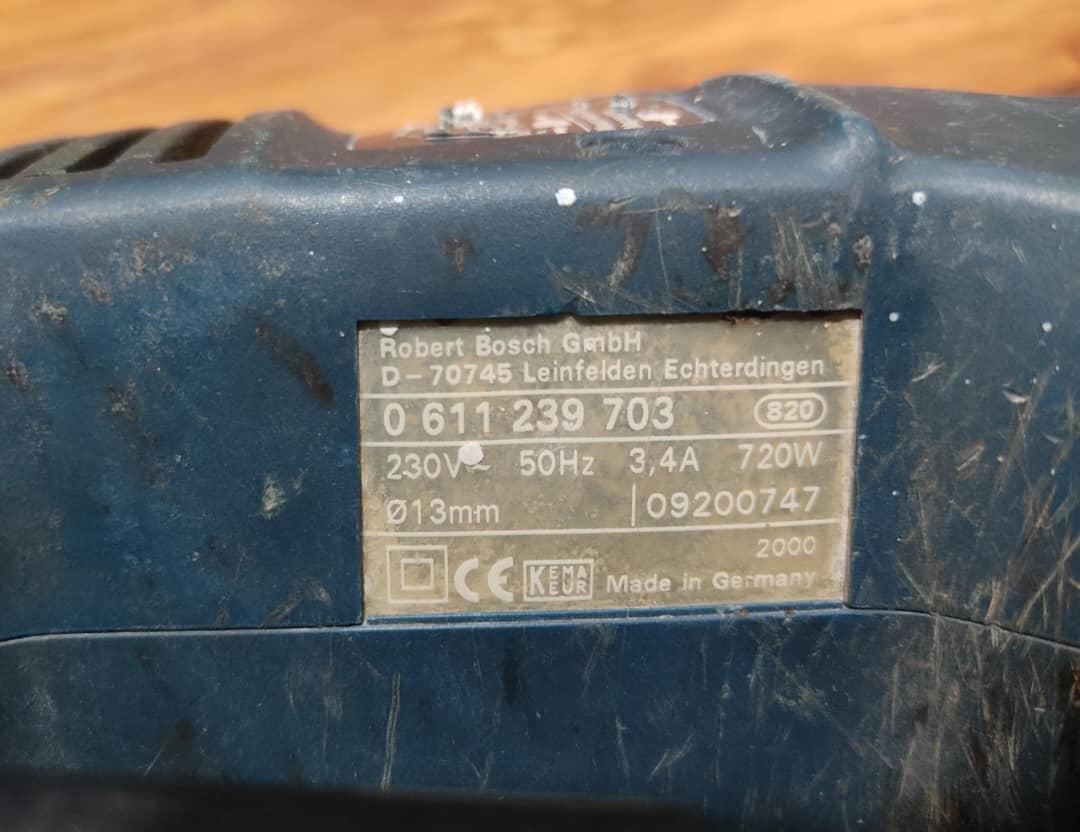 Robert Bosch GmbH
D-70745 Leinfelden Echterdingen
0 611 239 703 820
230V~ 50Hz 3,4A 720W
Ø13mm 09200747
2000
CE KEMA EUR Made in Germany